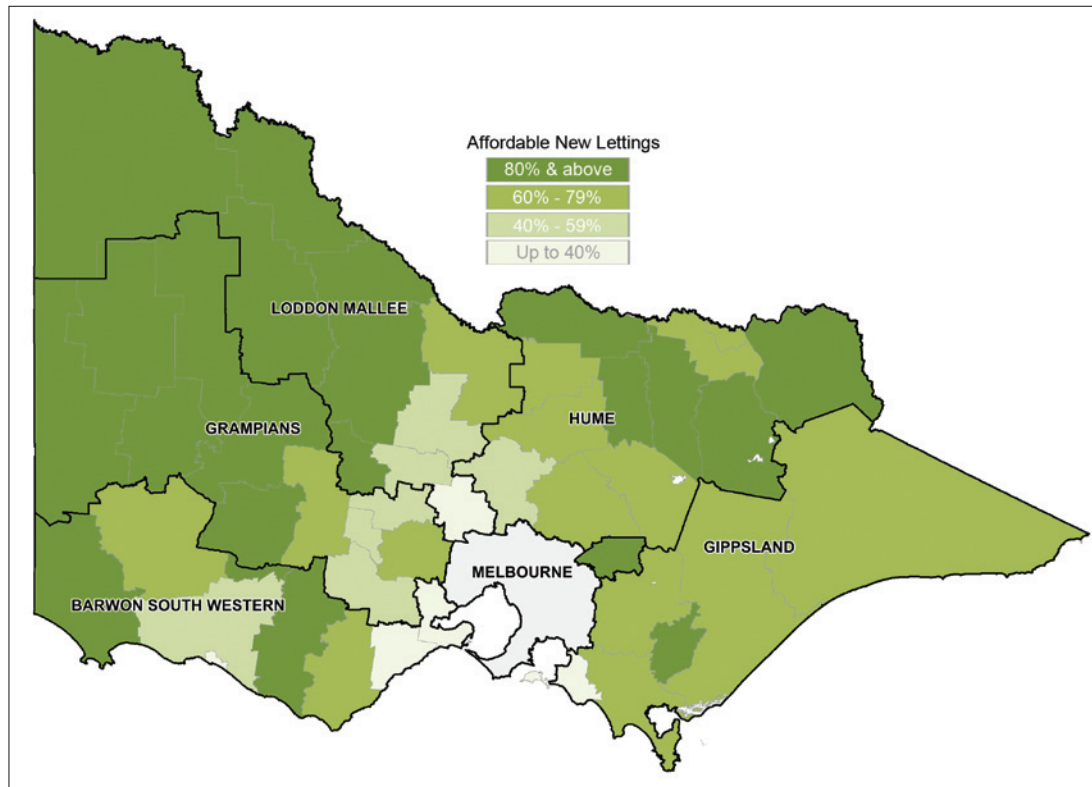 Affordable New Lettings
80% & above
60% - 79%
40% - 59%
Up to 40%
LODDON MALLEE
GRAMPIANS
HUME
GIPPSLAND
MELBOURNE
BARWON SOUTH WESTERN